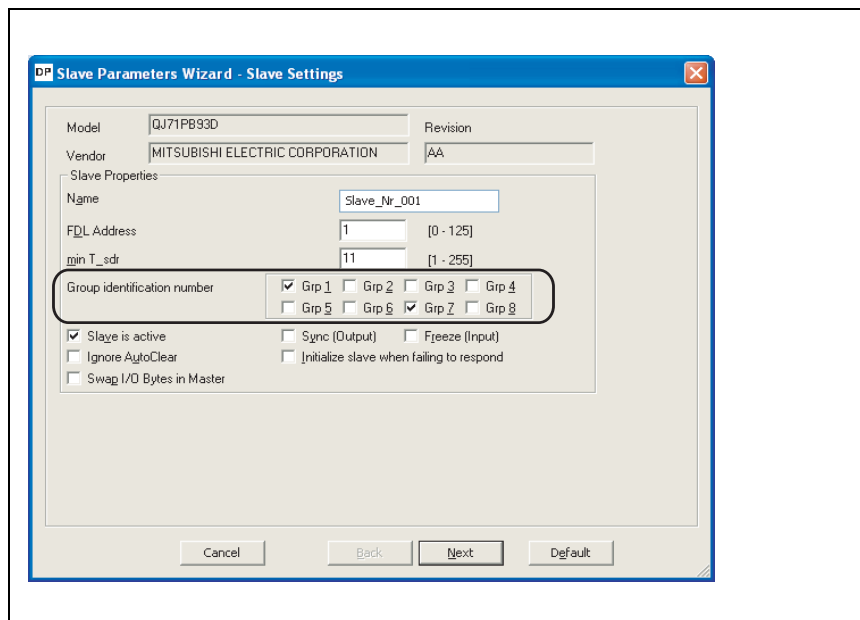 DP Slave Parameters Wizard - Slave Settings
Model QJ71PB93D Revision
Vendor MITSUBISHI ELECTRIC CORPORATION AA
Slave Properties
Name Slave_Nr_001
FDL Address 1 [0 - 125]
min T_sdr 11 [1 - 255]
Group identification number Grp 1 Grp 2 Grp 3 Grp 4
Grp 5 Grp 6 Grp 7 Grp 8
Slave is active Sync (Output) Freeze (Input)
Ignore AutoClear Initialize slave when failing to respond
Swap I/O Bytes in Master
Cancel Back Next Default